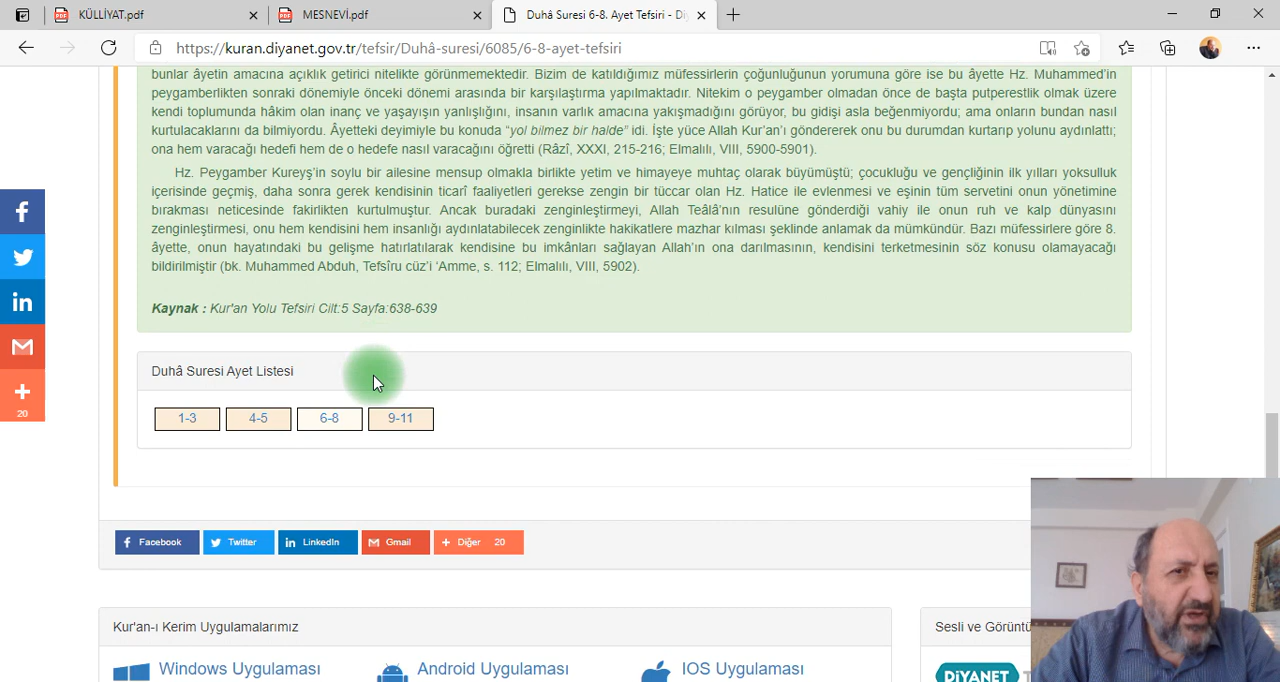 KÜLLİYAT.pdf
MESNEVİ.pdf
Duhâ Suresi 6-8. Ayet Tefsiri - Di
https://kuran.diyanet.gov.tr/tefsir/Duhâ-suresi/6085/6-8-ayet-tefsiri
bunlar âyetin amacına açıklık getirici nitelikte görünmemektedir. Bizim de katıldığımız müfessirlerin çoğunluğunun yorumuna göre ise bu âyette Hz. Muhammed'in
peygamberlikten sonraki dönemiyle önceki dönemi arasında bir karşılaştırma yapılmaktadır. Nitekim o peygamber olmadan önce de başta putperestlik olmak üzere
kendi toplumunda hâkim olan inanç ve yaşayışın yanlışlığını, insanın varlık amacına yakışmadığını görüyor, bu gidişi asla beğenmiyordu; ama onların bundan nasıl
kurtulacaklarını da bilmiyordu. Âyetteki deyimiyle bu konuda “yol bilmez bir halde” idi. İşte yüce Allah Kur'an'ı göndererek onu bu durumdan kurtarıp yolunu aydınlattı;
ona hem varacağı hedefi hem de o hedefe nasıl varacağını öğretti (Râzî, XXXI, 215-216; Elmalılı, VIII, 5900-5901).
Hz. Peygamber Kureyş'in soylu bir ailesine mensup olmakla birlikte yetim ve himayeye muhtaç olarak büyümüştü; çocukluğu ve gençliğinin ilk yılları yoksulluk
içerisinde geçmiş, daha sonra gerek kendisinin ticarî faaliyetleri gerekse zengin bir tüccar olan Hz. Hatice ile evlenmesi ve eşinin tüm servetini onun yönetimine
bırakması neticesinde fakirlikten kurtulmuştur. Ancak buradaki zenginleştirmeyi, Allah Teâlâ'nın resulüne gönderdiği vahiy ile onun ruh ve kalp dünyasını
zenginleştirmesi, onu hem kendisini hem insanlığı aydınlatabilecek zenginlikte hakikatlere mazhar kılması şeklinde anlamak da mümkündür. Bazı müfessirlere göre 8.
âyette, onun hayatındaki bu gelişme hatırlatılarak kendisine bu imkânları sağlayan Allah'ın ona darılmasının, kendisini terketmesinin söz konusu olamayacağı
bildirilmiştir (bk. Muhammed Abduh, Tefsîru cüz'i 'Amme, s. 112; Elmalılı, VIII, 5902).
Kaynak : Kur'an Yolu Tefsiri Cilt:5 Sayfa:638-639
20
Duhâ Suresi Ayet Listesi
1-3 4-5 6-8 9-11
Facebook Twitter LinkedIn Gmail Diğer 20
Kur'an-ı Kerim Uygulamalarımız
Sesli ve Görüntü
Windows Uygulaması Android Uygulaması IOS Uygulaması
DİYANET